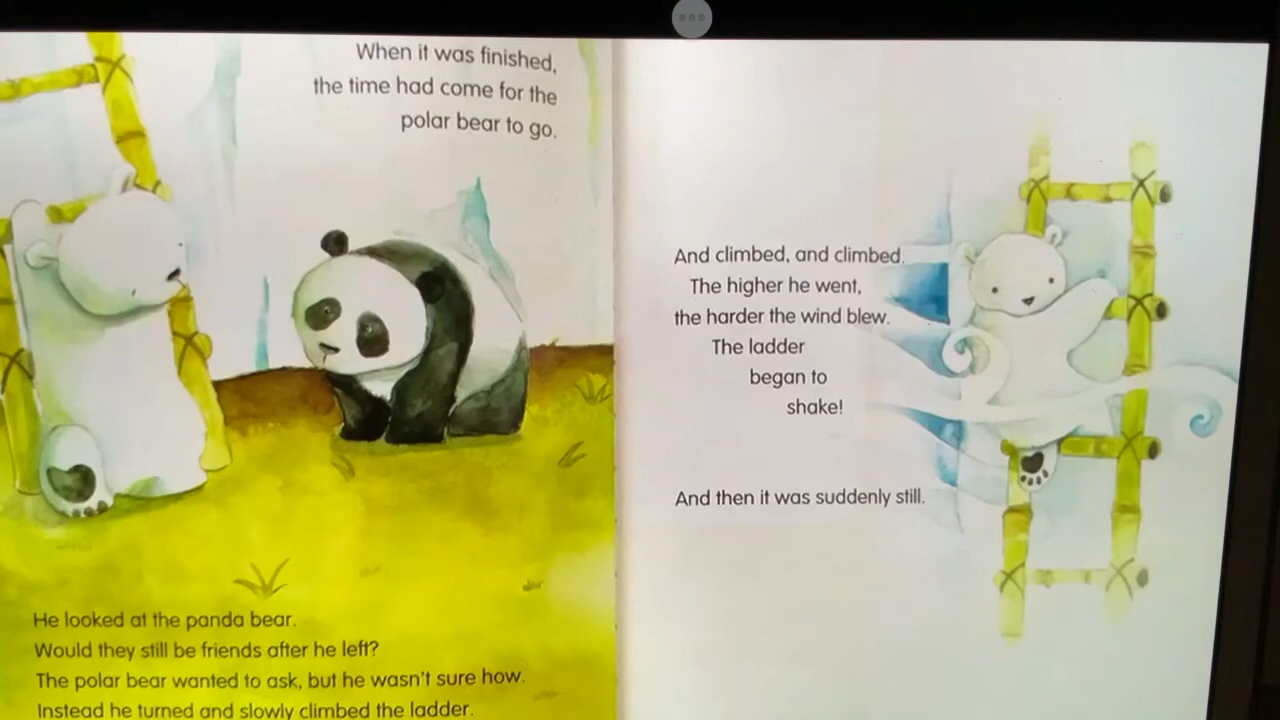 When it was finished,
the time had come for the
polar bear to go.
He looked at the panda bear.
Would they still be friends after he left?
The polar bear wanted to ask, but he wasn't sure how.
Instead he turned and slowly climbed the ladder.
And climbed, and climbed.
The higher he went,
the harder the wind blew.
The ladder
began to
shake!
And then it was suddenly still.